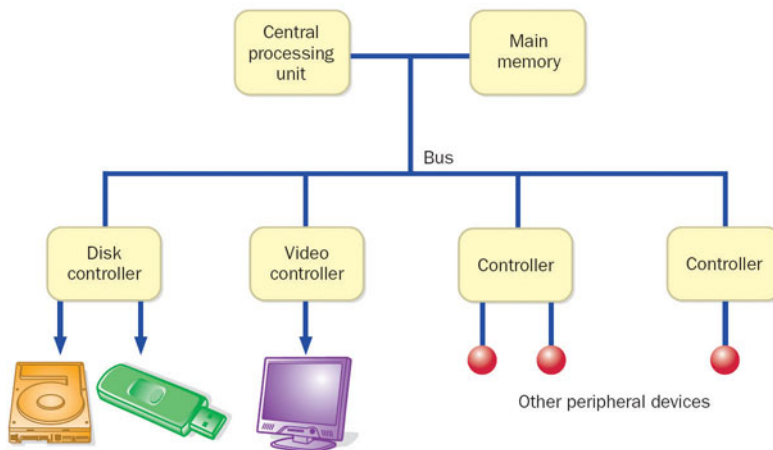 Central
processing
unit
Main
memory
Bus
Disk
controller
Video
controller
Controller
Controller
Other peripheral devices